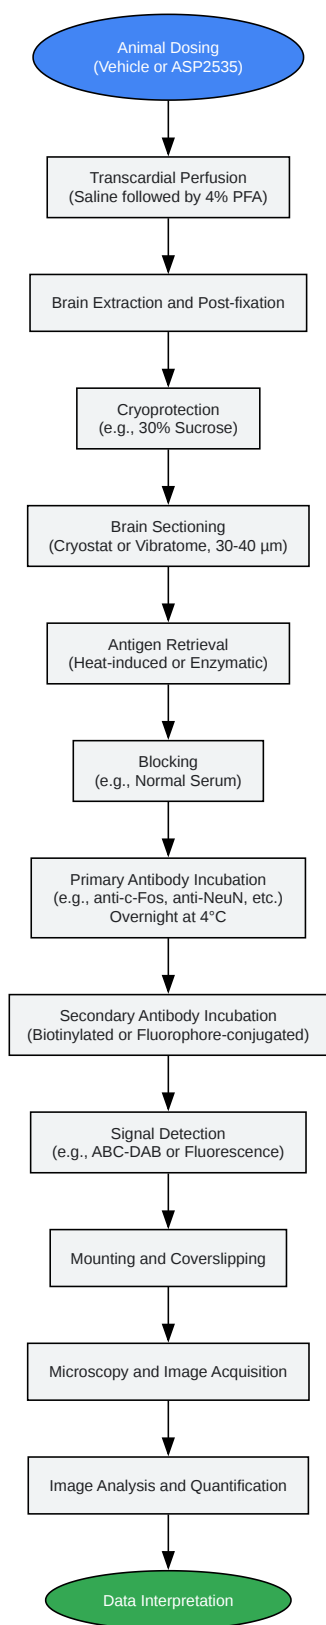 Animal Dosing
(Vehicle or ASP2535)
Transcardial Perfusion
(Saline followed by 4% PFA)
Brain Extraction and Post-fixation
Cryoprotection
(e.g., 30% Sucrose)
Brain Sectioning
(Cryostat or Vibratome, 30-40 µm)
Antigen Retrieval
(Heat-induced or Enzymatic)
Blocking
(e.g., Normal Serum)
Primary Antibody Incubation
(e.g., anti-c-Fos, anti-NeuN, etc.)
Overnight at 4°C
Secondary Antibody Incubation
(Biotinylated or Fluorophore-conjugated)
Signal Detection
(e.g., ABC-DAB or Fluorescence)
Mounting and Coverslipping
Microscopy and Image Acquisition
Image Analysis and Quantification
Data Interpretation